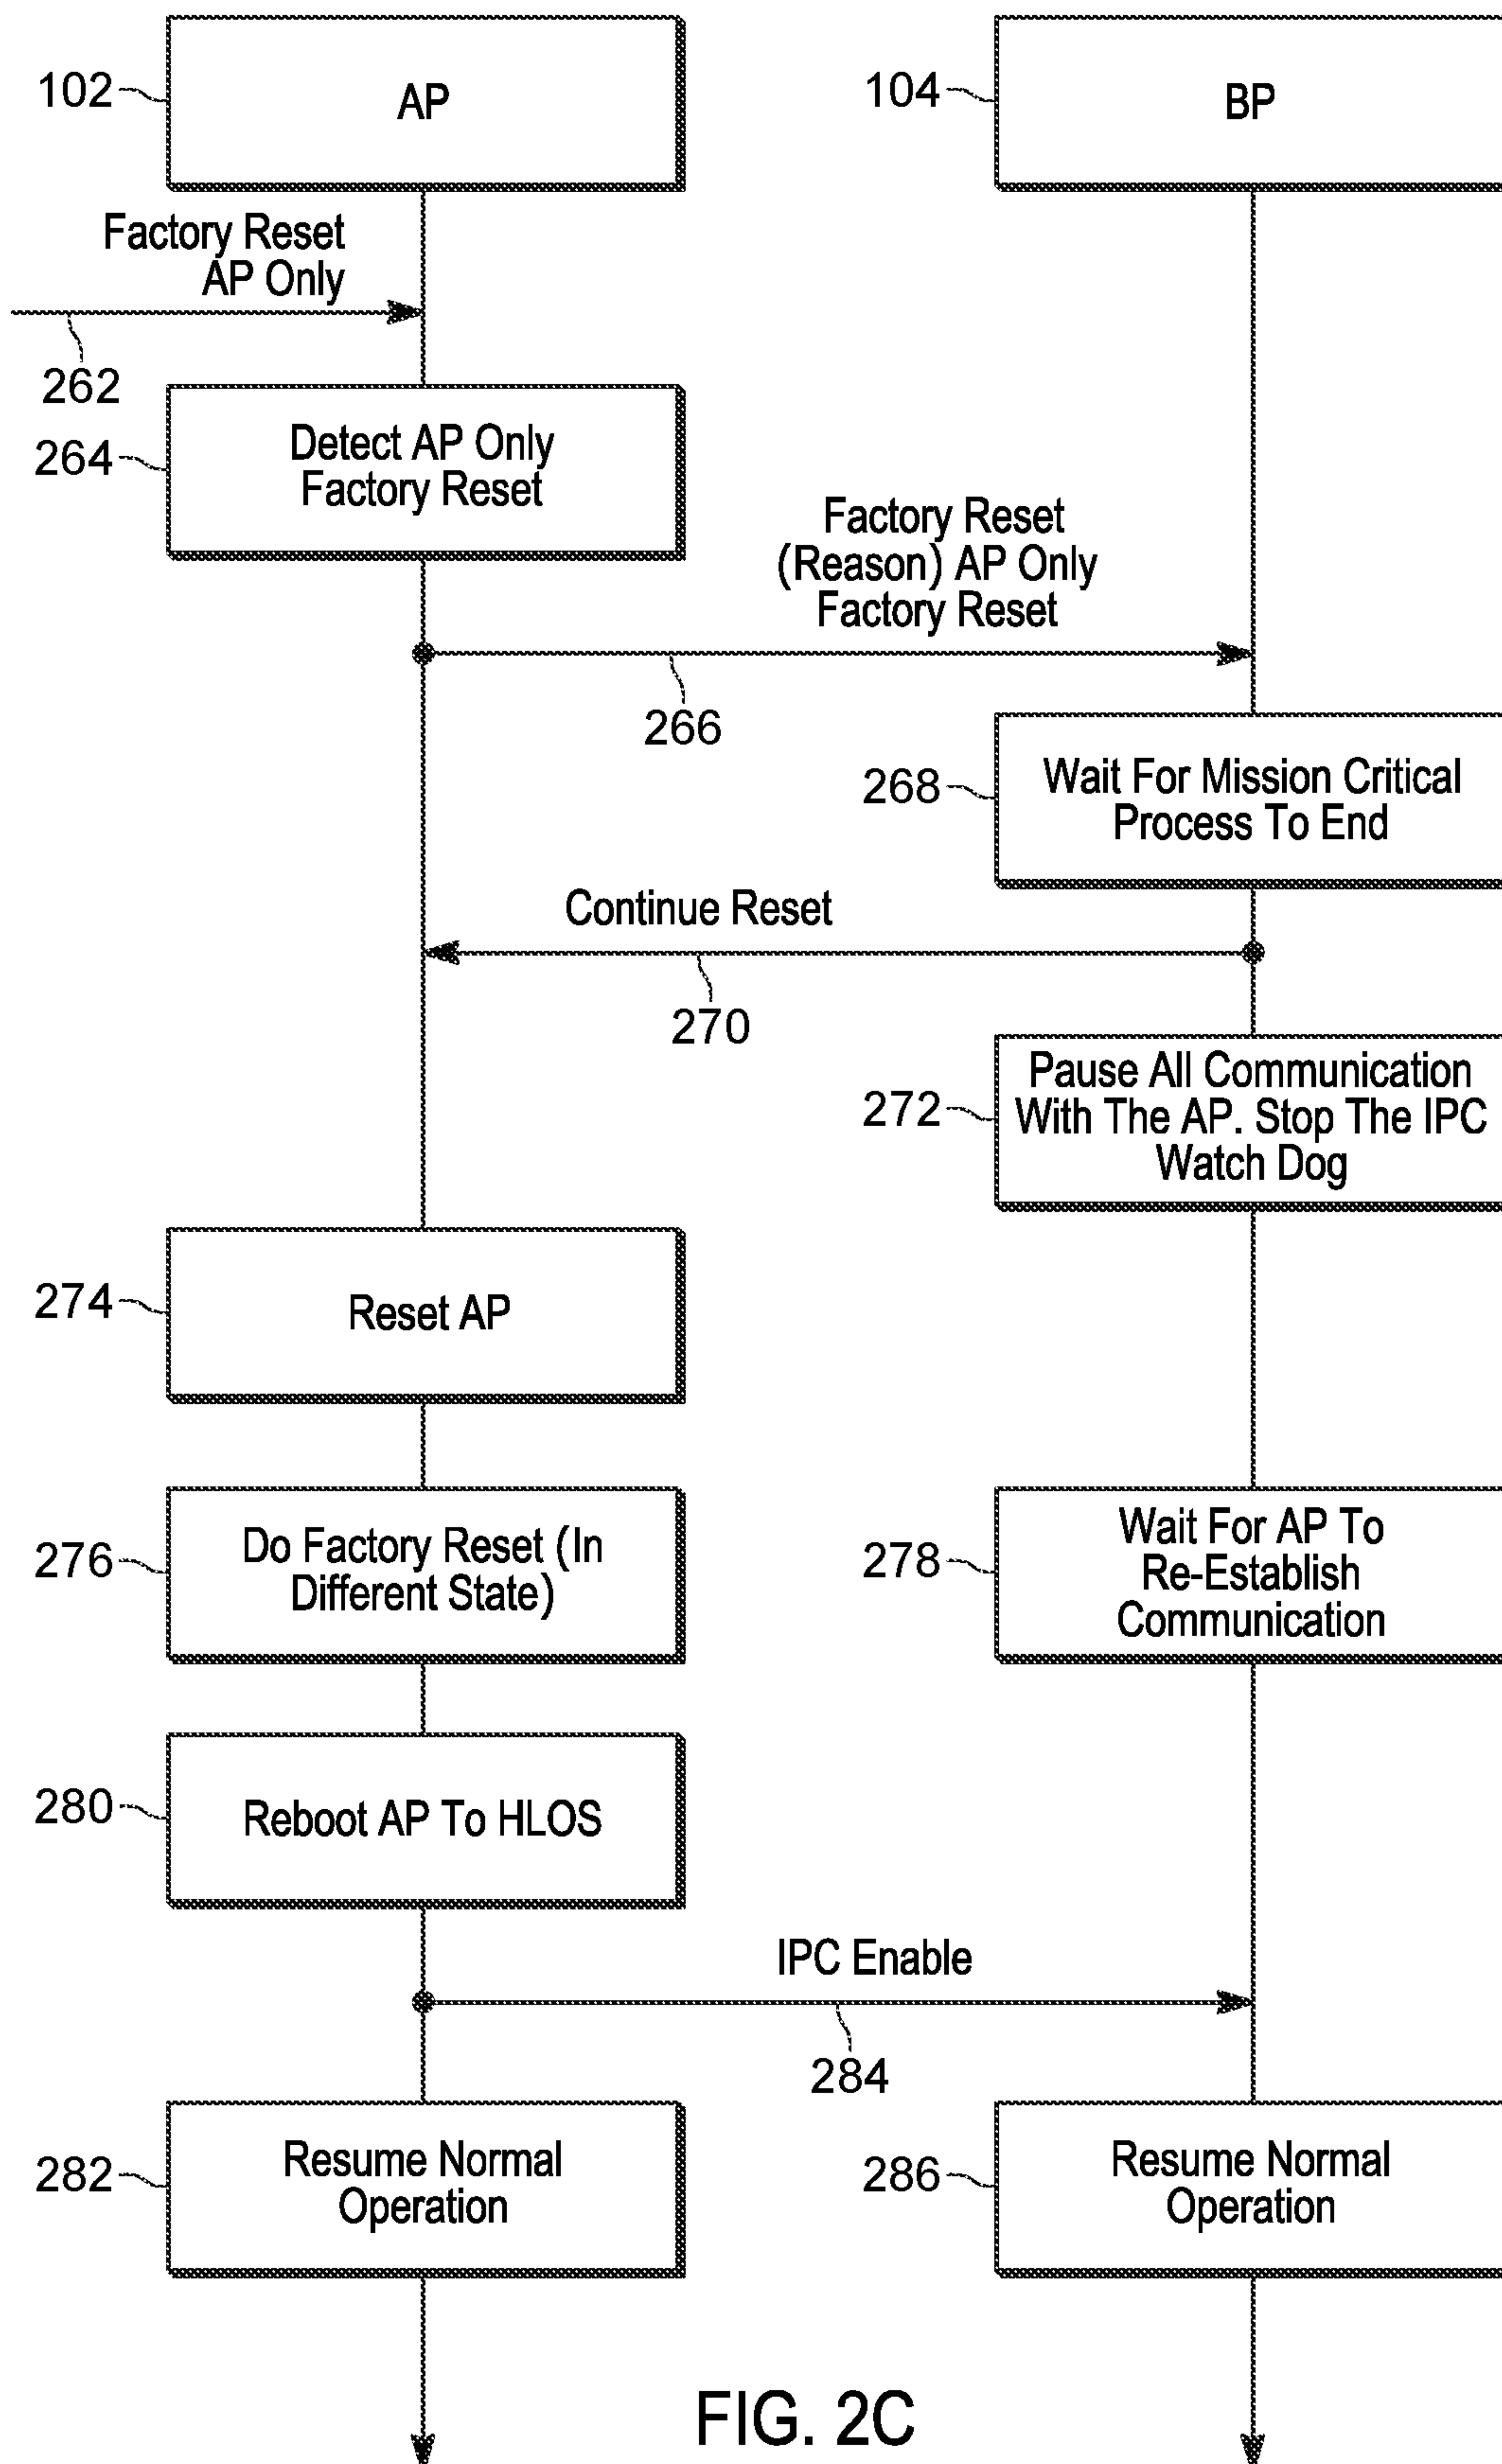 102
AP
104
BP
Factory Reset
AP Only
262
264
Detect AP Only
Factory Reset
Factory Reset
(Reason) AP Only
Factory Reset
266
268
Wait For Mission Critical
Process To End
Continue Reset
270
272
Pause All Communication
With The AP. Stop The IPC
Watch Dog
274
Reset AP
276
Do Factory Reset (In
Different State)
278
Wait For AP To
Re-Establish
Communication
280
Reboot AP To HLOS
IPC Enable
284
282
Resume Normal
Operation
286
Resume Normal
Operation
FIG. 2C